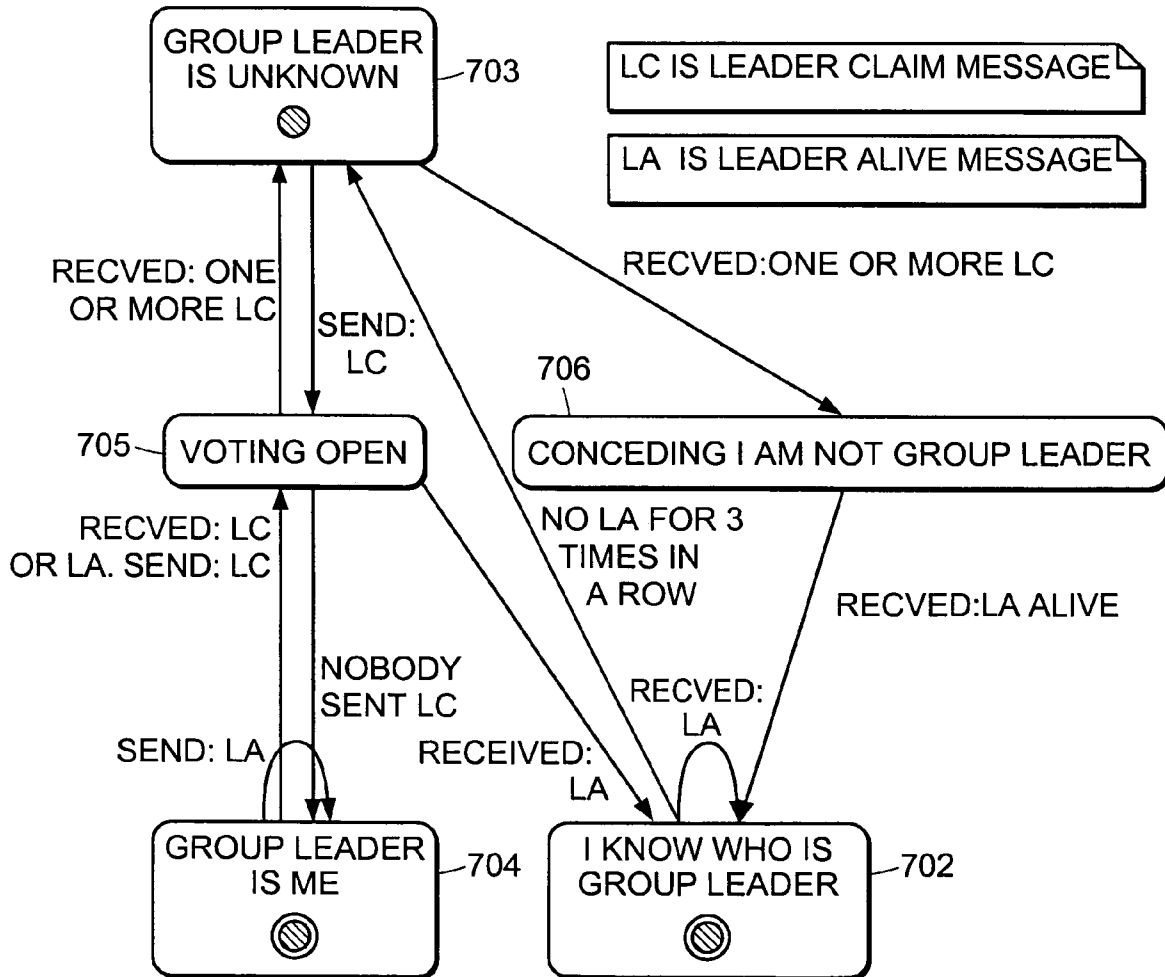 GROUP LEADER
IS UNKNOWN
703
LC IS LEADER CLAIM MESSAGE
LA IS LEADER ALIVE MESSAGE
RECVED: ONE
OR MORE LC
SEND:
LC
RECVED:ONE OR MORE LC
706
705
VOTING OPEN
CONCEDING I AM NOT GROUP LEADER
RECVED: LC
OR LA. SEND: LC
NO LA FOR 3
TIMES IN
A ROW
RECVED:LA ALIVE
NOBODY
SENT LC
RECVED:
LA
SEND: LA
RECEIVED:
LA
GROUP LEADER
IS ME
704
I KNOW WHO IS
GROUP LEADER
702